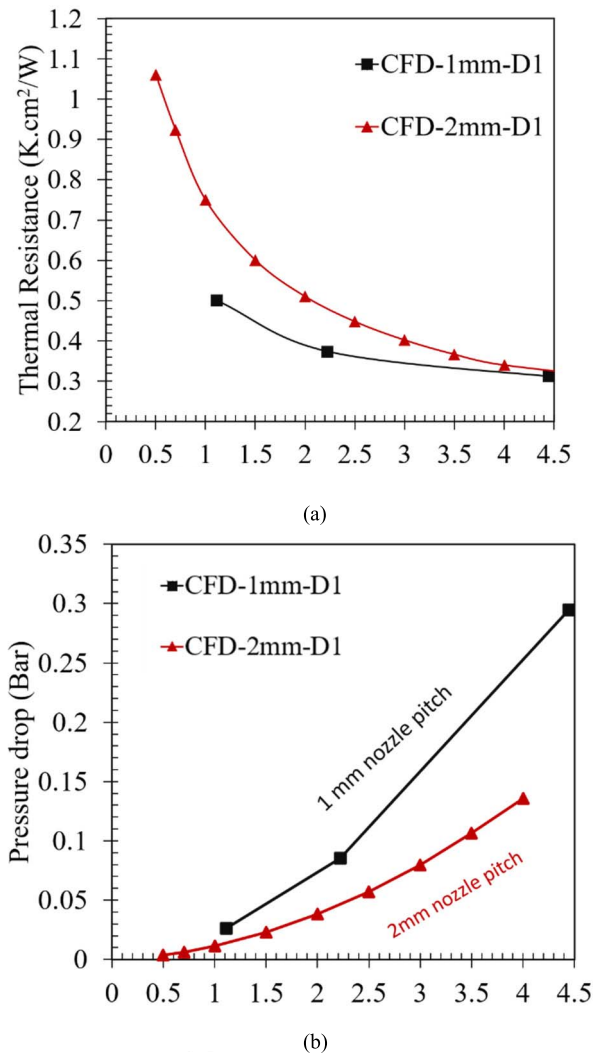 1.2
1.1
1
0.9
0.8
0.7
0.6
0.5
0.4
0.3
0.2
Thermal Resistance (K.cm²/W)
CFD-1mm-D1
CFD-2mm-D1
0 0.5 1 1.5 2 2.5 3 3.5 4 4.5
(a)
0.35
0.3
0.25
0.2
0.15
0.1
0.05
0
Pressure drop (Bar)
CFD-1mm-D1
CFD-2mm-D1
1 mm nozzle pitch
2mm nozzle pitch
0 0.5 1 1.5 2 2.5 3 3.5 4 4.5
(b)